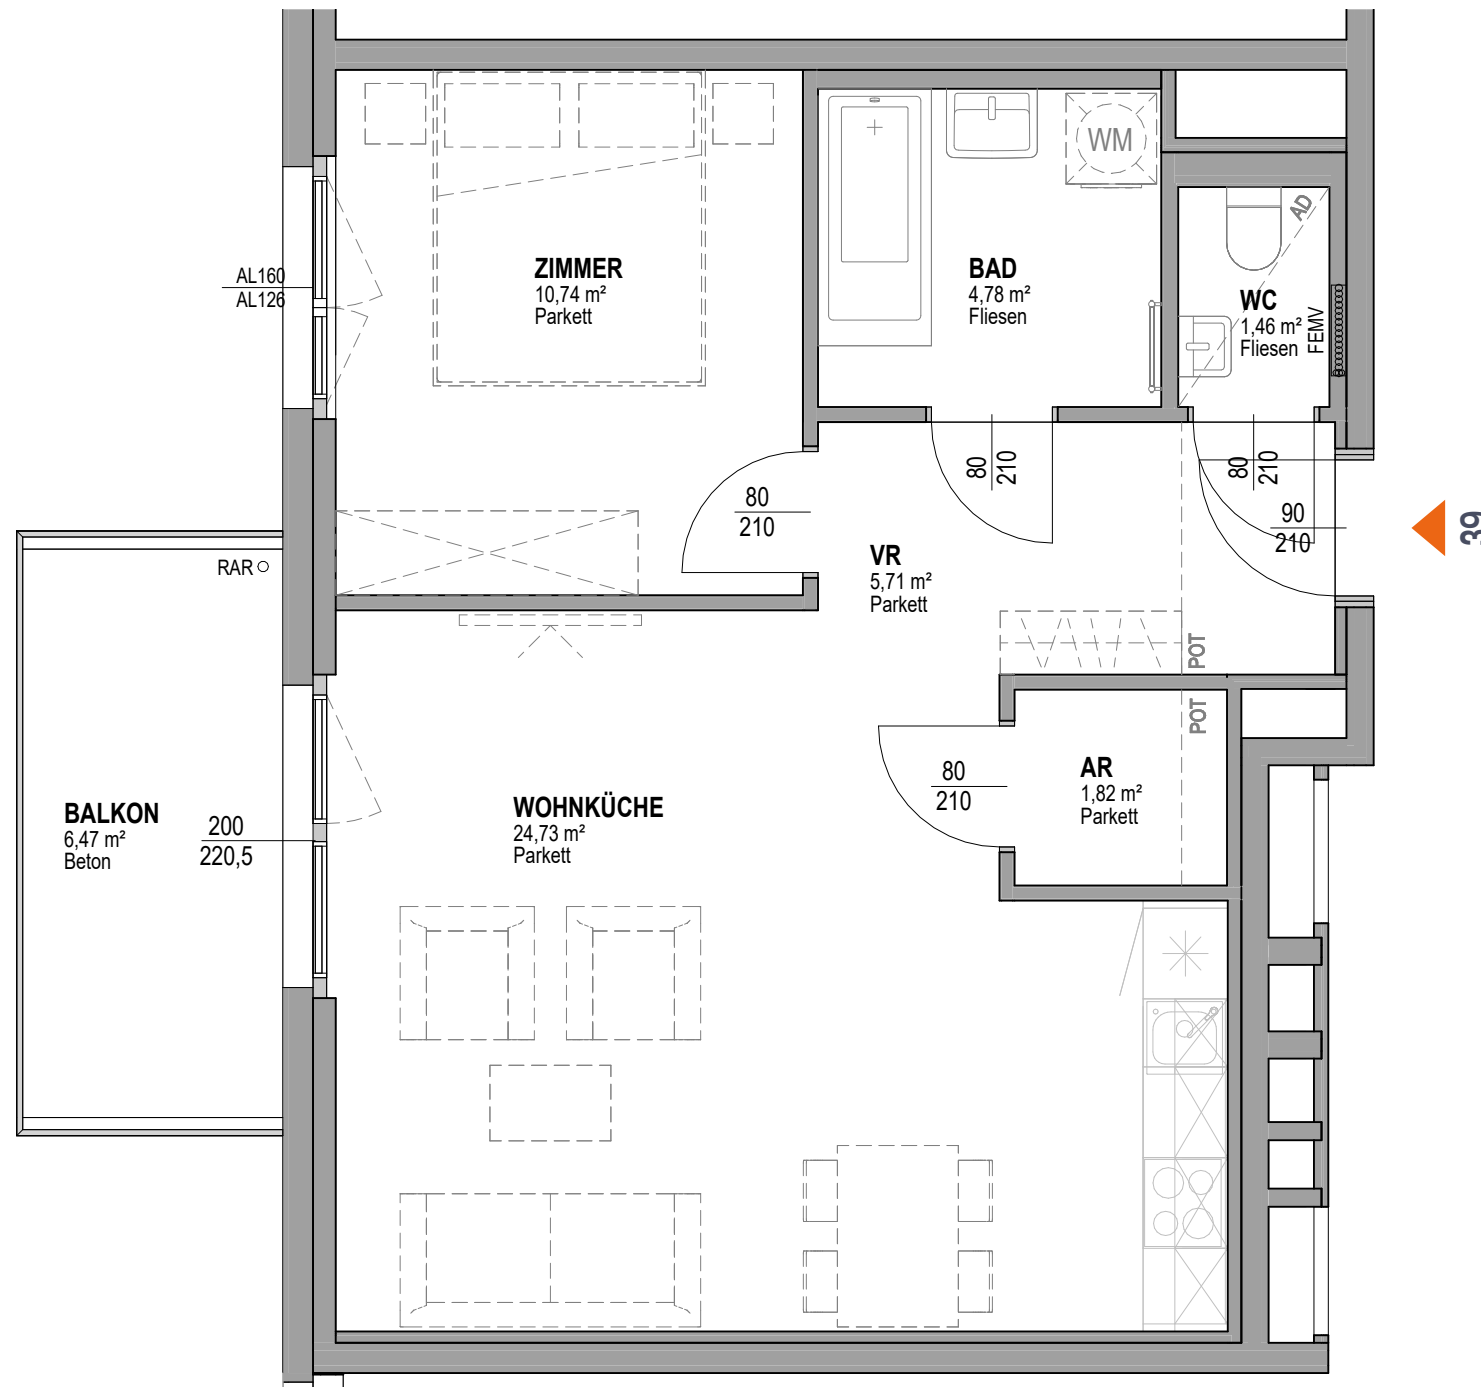 ZIMMER
10,74 m²
Parkett
WM
BAD
4,78 m²
Fliesen
AD
WC
1,46 m²
Fliesen
FEMV
AL160
AL126
80
210
80
210
80
210
90
210
39
VR
5,71 m²
Parkett
RAR
POT
POT
80
210
AR
1,82 m²
Parkett
BALKON
6,47 m²
Beton
200
220,5
WOHNKÜCHE
24,73 m²
Parkett